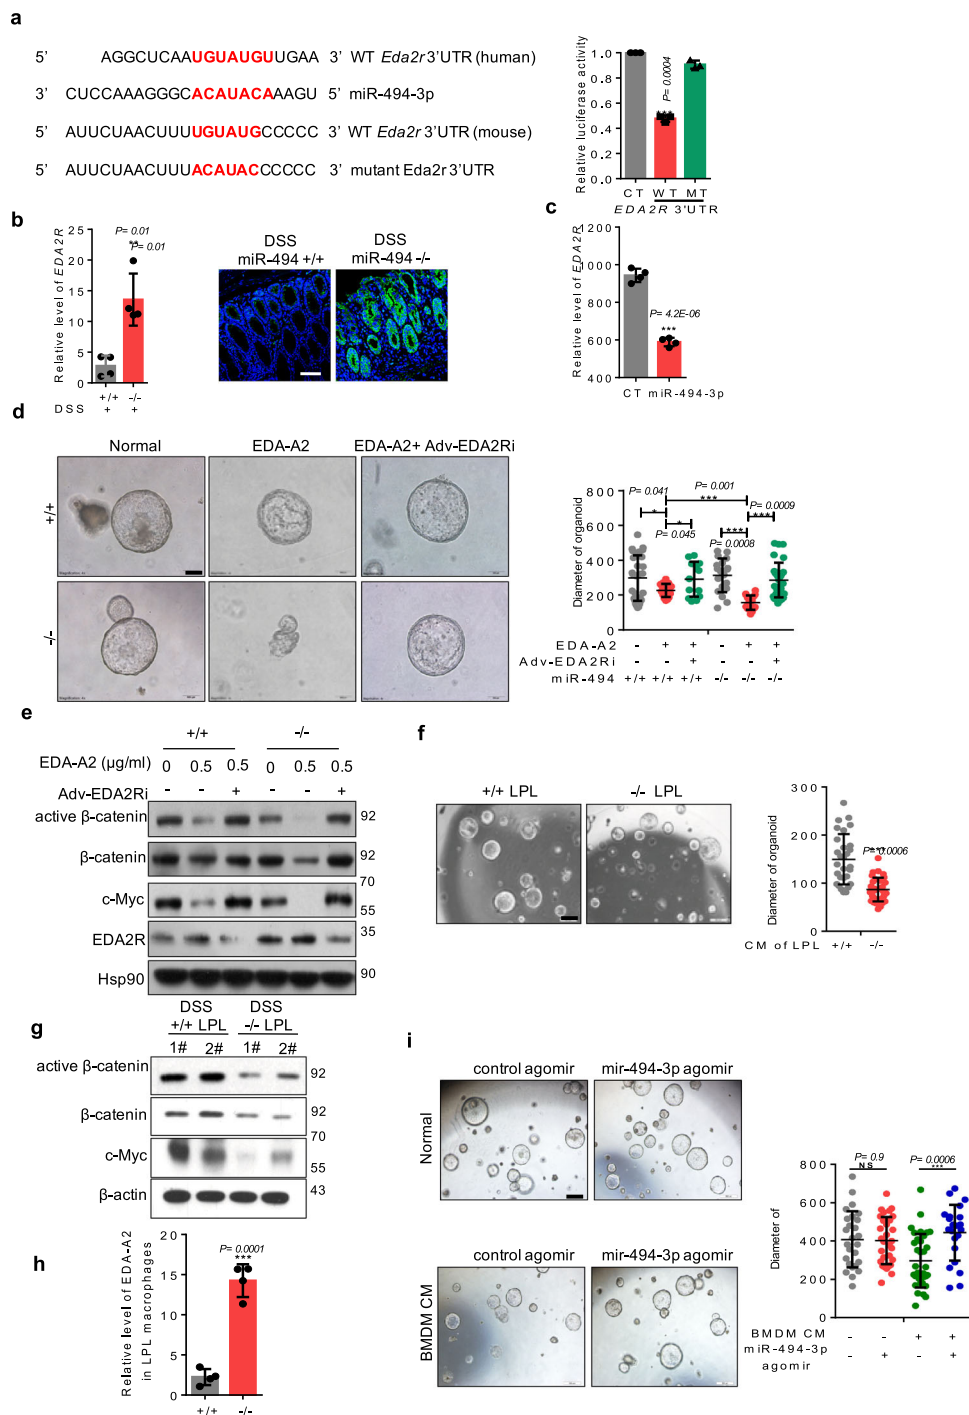 a
5' AGGCUCAAUGUAUGUUGAA 3' WT Eda2r 3'UTR (human)
3' CUCCAAAGGGCACAUACAAAGU 5' miR-494-3p
5' AUUCUAACUUUUGUAUGCCCCC 3' WT Eda2r 3'UTR (mouse)
5' AUUCUAACUUUACAUACCCCCC 3' mutant Eda2r 3'UTR
Relative luciferase activity
1.0
0.8
0.6
0.4
0.2
0.0
P= 0.0004
***
CT WT MT
EDA2R 3'UTR
b
Relative level of EDA2R
25
20
15
10
5
0
P= 0.01
**
P= 0.01
+/+ -/-
DSS + +
DSS
miR-494 +/+
DSS
miR-494 -/-
c
Relative level of EDA2R
1200
1000
800
600
400
P= 4.2E-06
***
CT miR-494-3p
d
Normal EDA-A2 EDA-A2+ Adv-EDA2Ri
+/+
-/-
Diameter of organoid
800
600
400
200
0
P= 0.001
P= 0.041 *** P= 0.0009
* * *** ***
P= 0.045 P= 0.0008
EDA-A2 - + + - + +
Adv-EDA2Ri - - + - - +
miR-494 +/+ +/+ +/+ -/- -/- -/-
e
+/+ -/-
EDA-A2 (μg/ml) 0 0.5 0.5 0 0.5 0.5
Adv-EDA2Ri - - + - - +
active β-catenin 92
β-catenin 92
70
c-Myc 55
EDA2R 35
Hsp90 90
f
+/+ LPL -/- LPL
Diameter of organoid
300
200
100
0
P= 0.0006
CM of LPL +/+ -/-
g
DSS DSS
+/+ LPL -/- LPL
1# 2# 1# 2#
active β-catenin 92
β-catenin 92
70
c-Myc 55
β-actin 43
h
Relative level of EDA-A2
in LPL macrophages
20
15
10
5
0
P= 0.0001
***
+/+ -/-
i
control agomir mir-494-3p agomir
Normal
control agomir mir-494-3p agomir
BMDM CM
Diameter of
800
600
400
200
0
P= 0.9 P= 0.0006
NS ***
BMDM CM - - + +
miR-494-3p agomir - + - +